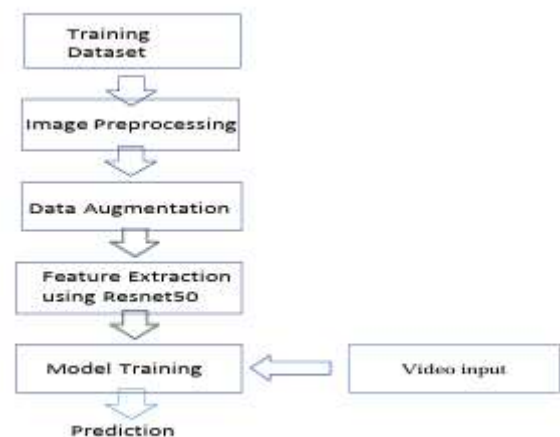 Training
Dataset
Image Preprocessing
Data Augmentation
Feature Extraction
using Resnet50
Model Training
Video input
Prediction